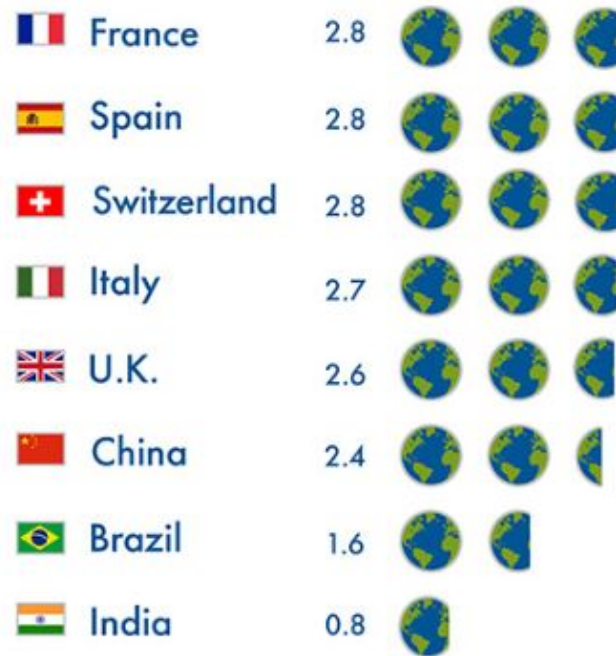 France 2.8
Spain 2.8
Switzerland 2.8
Italy 2.7
U.K. 2.6
China 2.4
Brazil 1.6
India 0.8